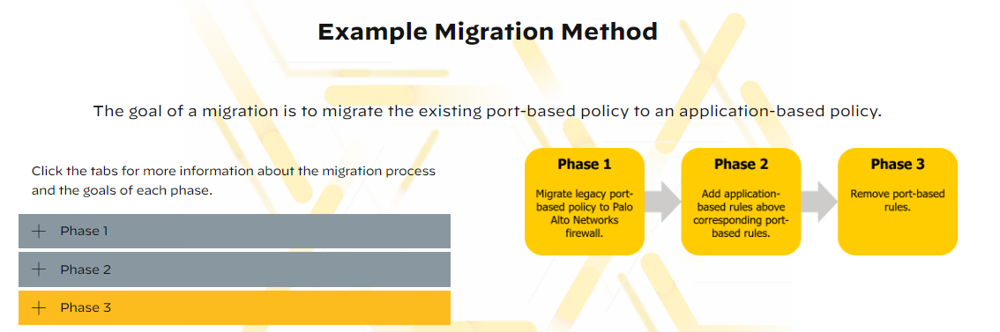 Example Migration Method
The goal of a migration is to migrate the existing port-based policy to an application-based policy.
Click the tabs for more information about the migration process
and the goals of each phase.
Phase 1
Phase 2
Phase 3
Phase 1
Migrate legacy port-
based policy to Palo
Alto Networks
firewall.
Phase 2
Add application-
based rules above
corresponding port-
based rules.
Phase 3
Remove port-based
rules.